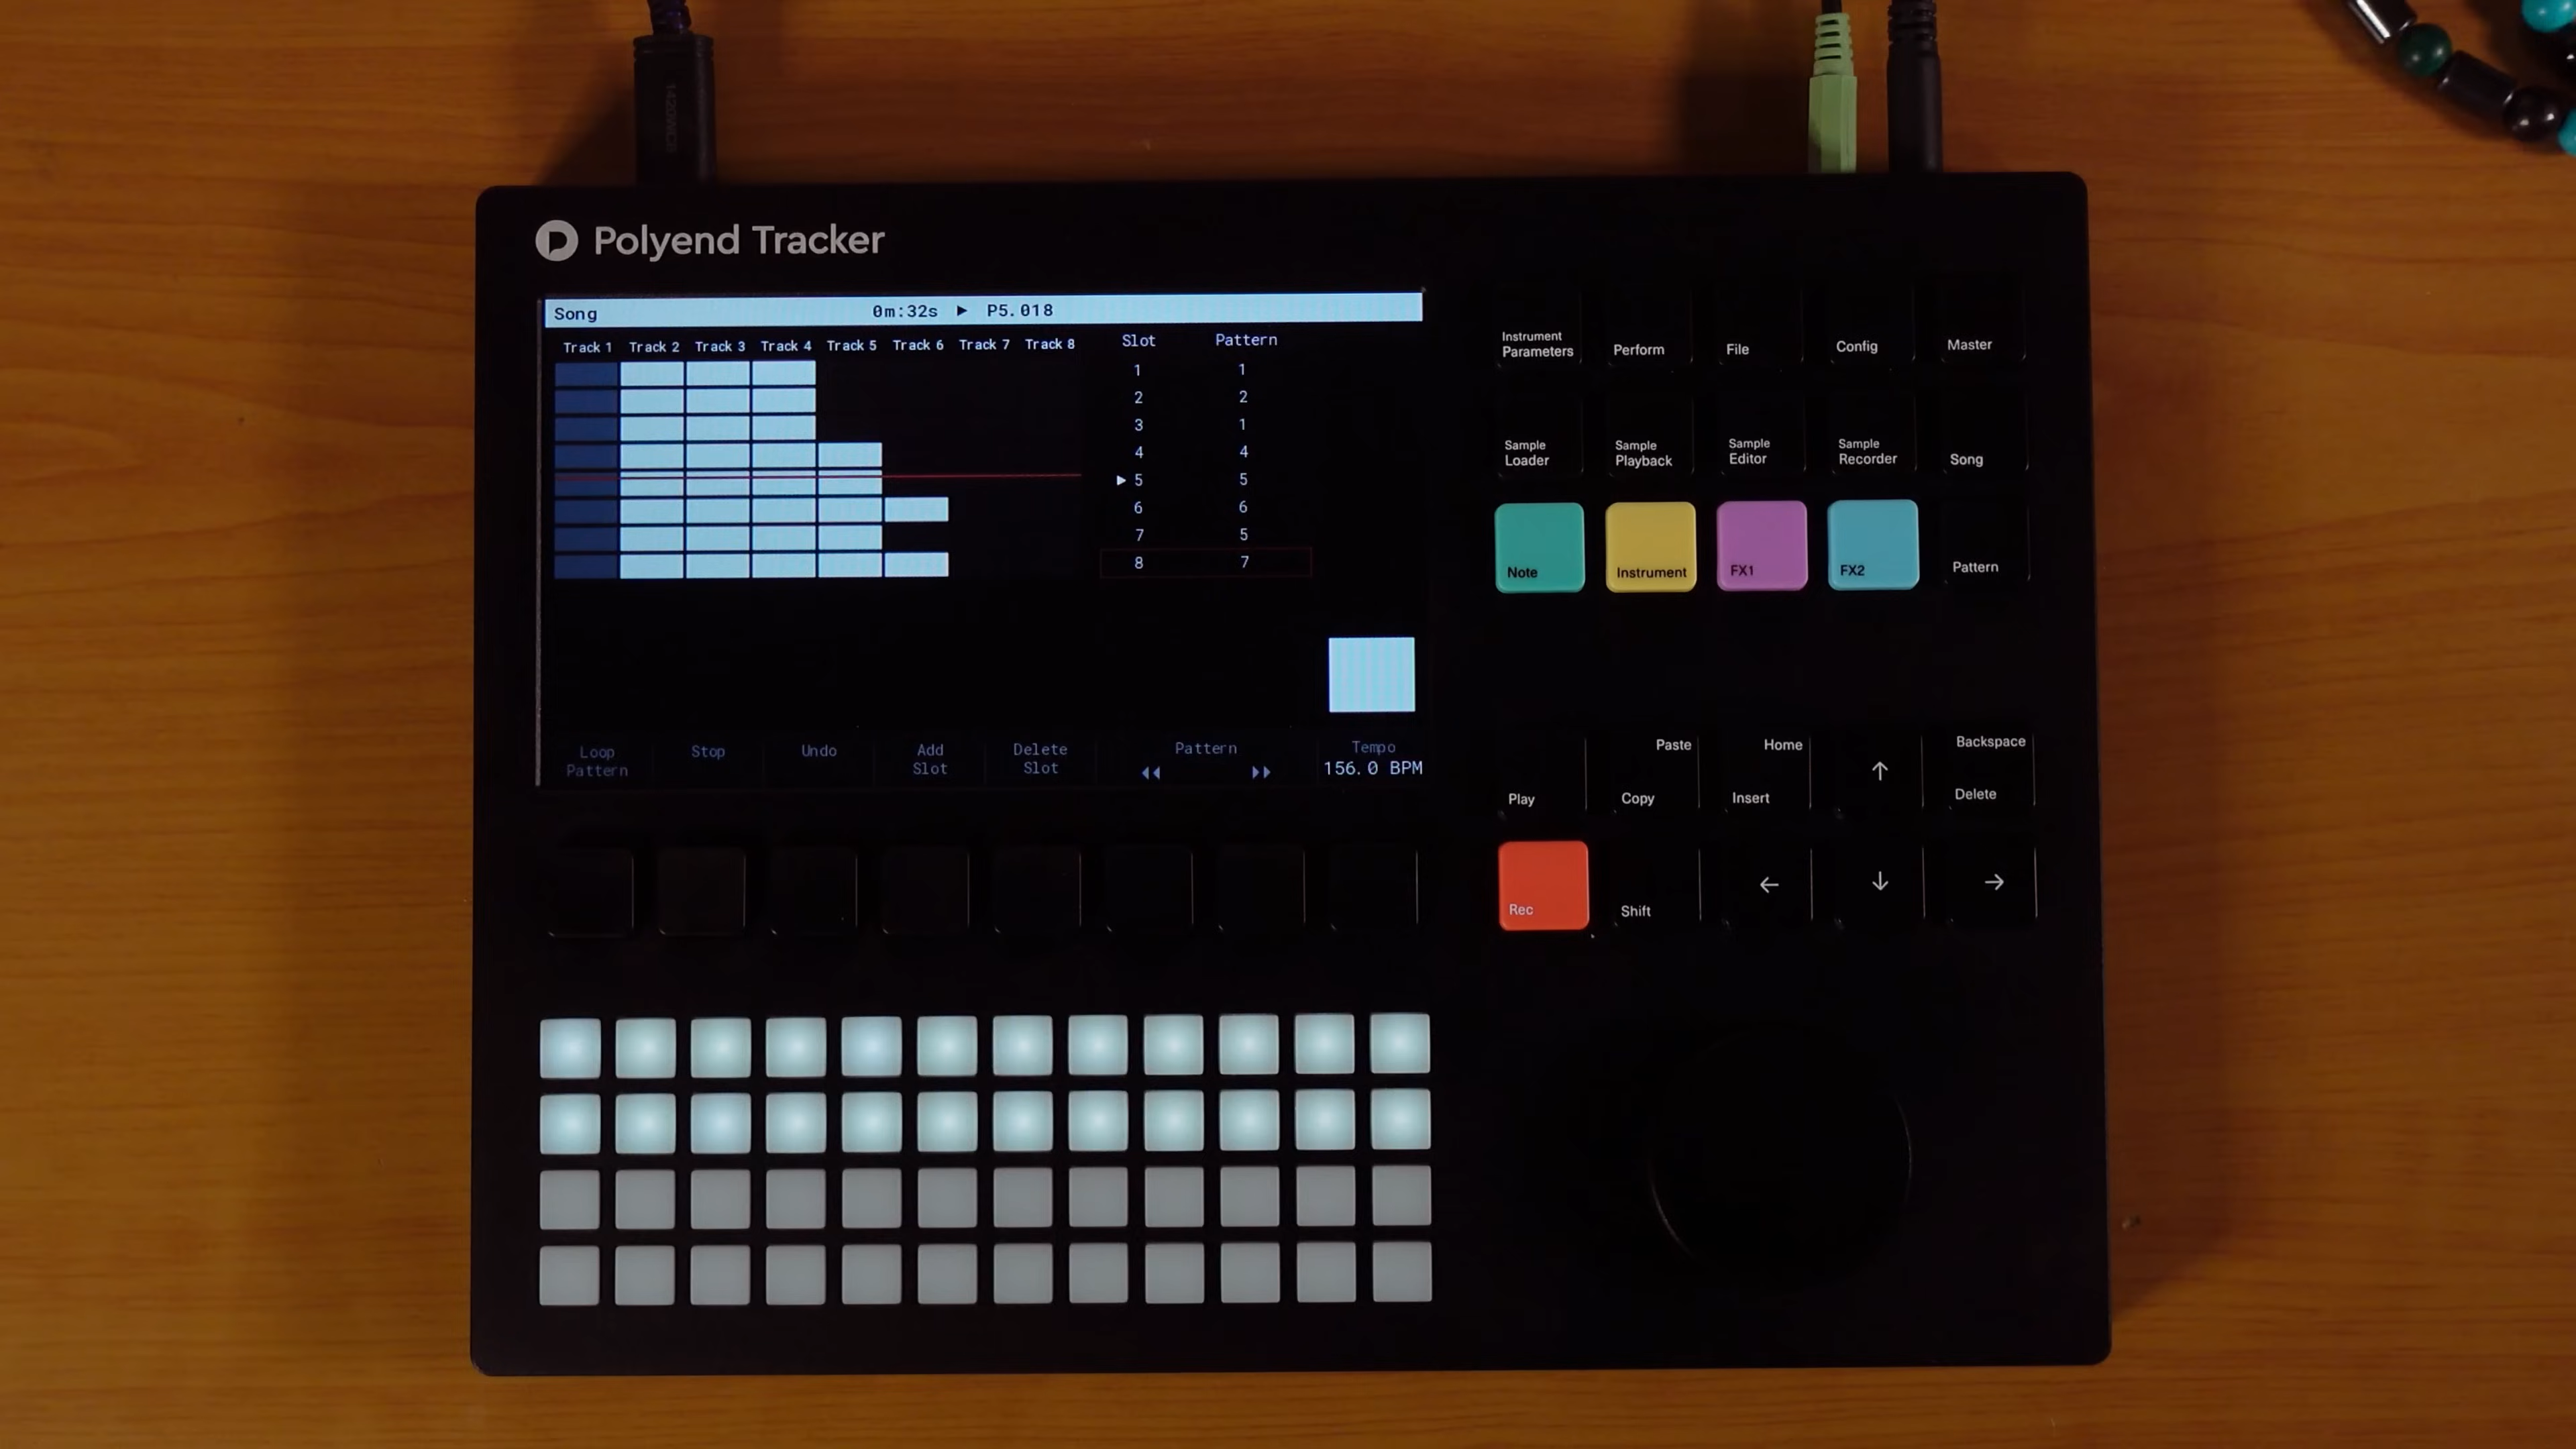 Polyend Tracker
Song 0m:32s P5.018
Track 1 Track 2 Track 3 Track 4 Track 5 Track 6 Track 7 Track 8 Slot Pattern
1 1
2 2
3 1
4 4
5 5
6 6
7 5
8 7
Loop Pattern
Stop
Undo
Add Slot
Delete Slot
Pattern
Tempo
156.0 BPM
Instrument Parameters
Perform
File
Config
Master
Sample Loader
Sample Playback
Sample Editor
Sample Recorder
Song
Note
Instrument
FX1
FX2
Pattern
Play
Paste
Copy
Home
Insert
Backspace
Delete
Rec
Shift